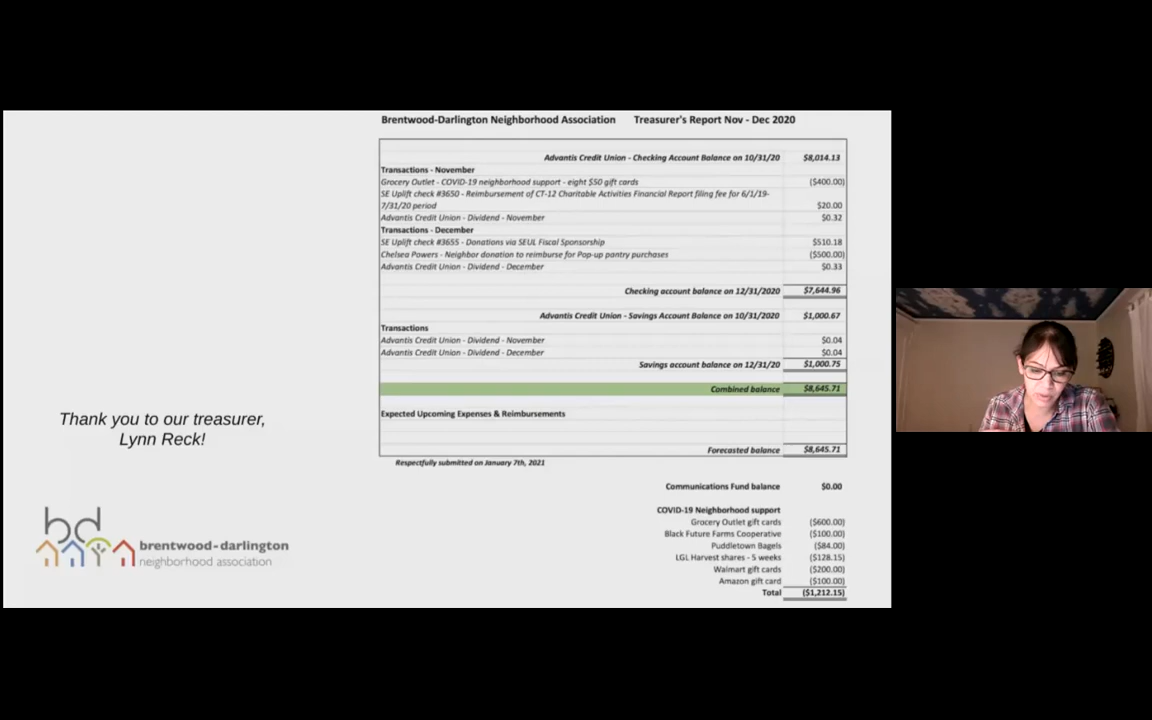 Brentwood-Darlington Neighborhood Association Treasurer's Report Nov - Dec 2020
Advantis Credit Union - Checking Account Balance on 10/31/20 $8,014.13
Transactions - November
Grocery Outlet - COVID-19 neighborhood support - eight $50 gift cards ($400.00)
SE Uplift check #3650 - Reimbursement of CT-12 Charitable Activities Financial Report filing fee for 6/1/19-
7/31/20 period $20.00
Advantis Credit Union - Dividend - November $0.32
Transactions - December
SE Uplift check #3655 - Donations via SEUL Fiscal Sponsorship $510.18
Chelsea Powers - Neighbor donation to reimburse for Pop-up pantry purchases ($500.00)
Advantis Credit Union - Dividend - December $0.33
Checking account balance on 12/31/2020 $7,644.96
Advantis Credit Union - Savings Account Balance on 10/31/2020 $1,000.67
Transactions
Advantis Credit Union - Dividend - November $0.04
Advantis Credit Union - Dividend - December $0.04
Savings account balance on 12/31/20 $1,000.75
Combined balance $8,645.71
Expected Upcoming Expenses & Reimbursements
Forecasted balance $8,645.71
Respectfully submitted on January 7th, 2021
Communications Fund balance $0.00
COVID-19 Neighborhood support
Grocery Outlet gift cards ($600.00)
Black Future Farms Cooperative ($100.00)
Puddletown Bagels ($84.00)
LGL Harvest shares - 5 weeks ($128.15)
Walmart gift cards ($200.00)
Amazon gift card ($100.00)
Total ($1,212.15)
Thank you to our treasurer,
Lynn Reck!
bd
brentwood-darlington
neighborhood association